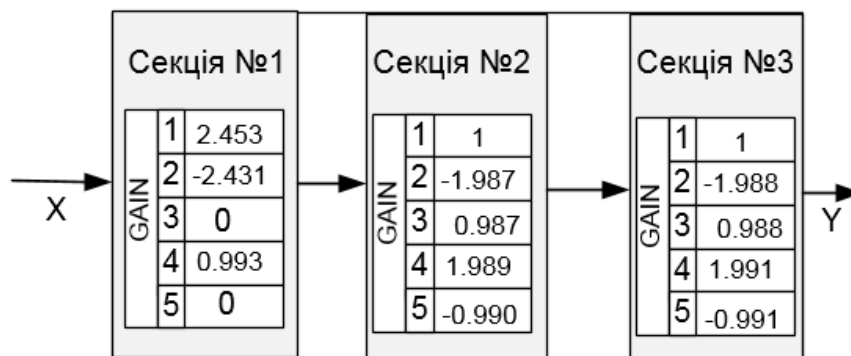 Секція №1
GAIN
1 2.453
2 -2.431
3 0
4 0.993
5 0
Секція №2
GAIN
1 1
2 -1.987
3 0.987
4 1.989
5 -0.990
Секція №3
GAIN
1 1
2 -1.988
3 0.988
4 1.991
5 -0.991
X
Y